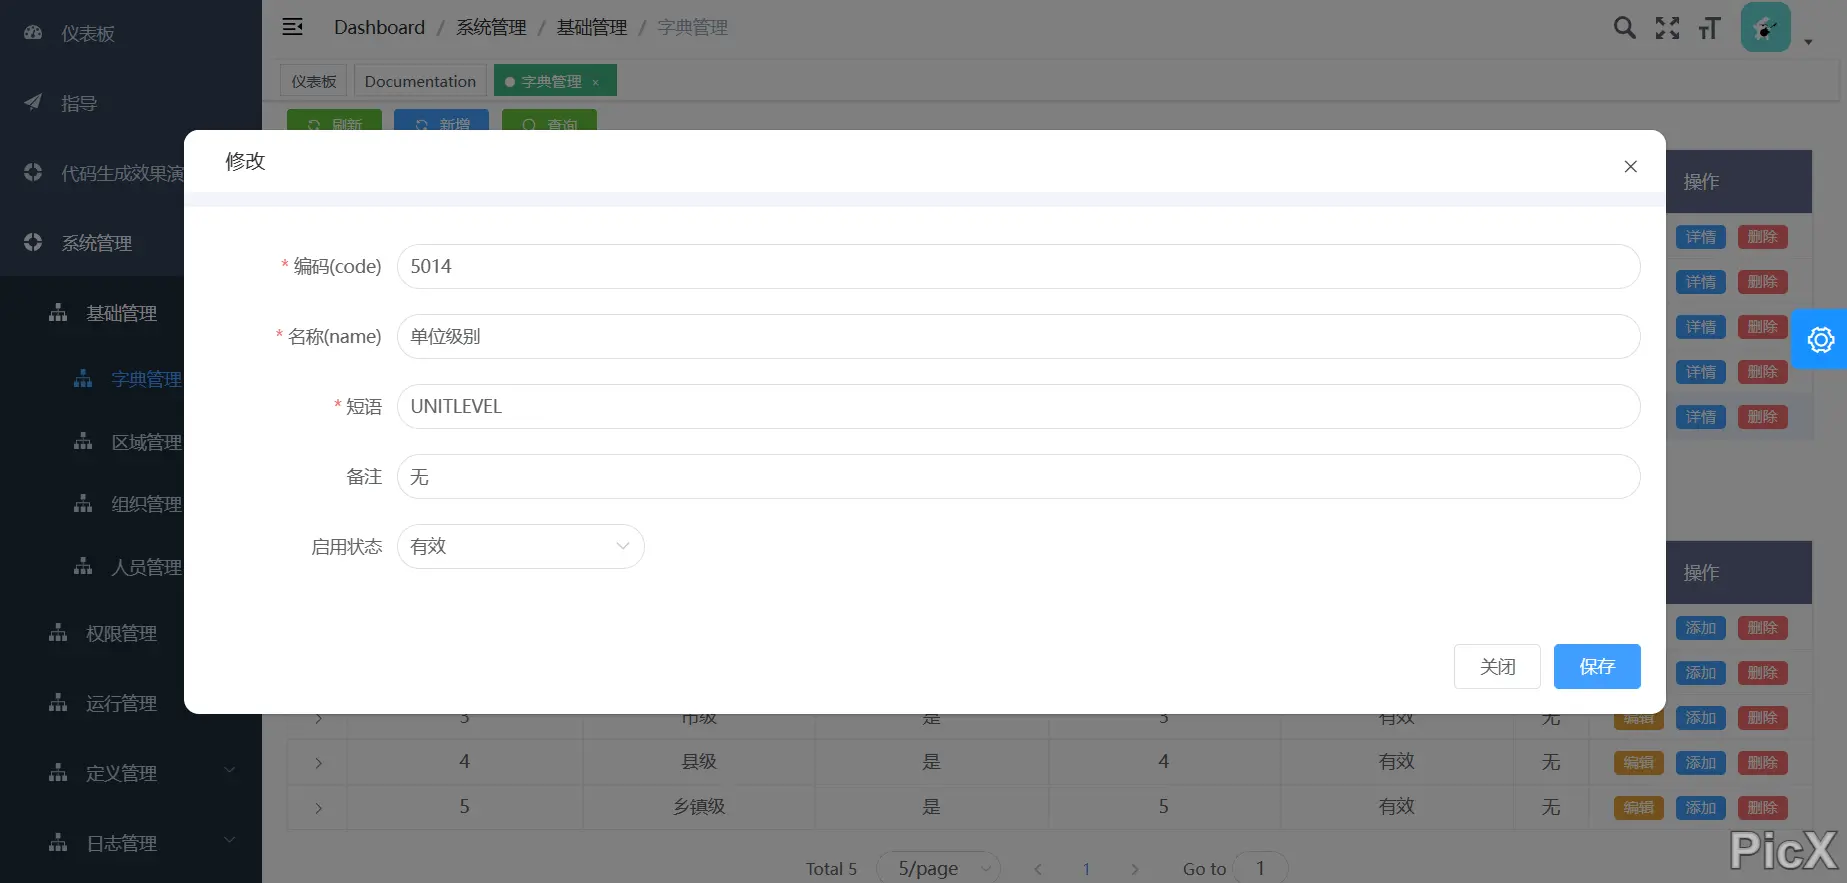 仪表板
指导
代码生成效果演
系统管理
基础管理
字典管理
区域管理
组织管理
人员管理
权限管理
运行管理
定义管理
日志管理
Dashboard / 系统管理 / 基础管理 / 字典管理
仪表板 Documentation 字典管理 ×
刷新 新增 查询
修改
* 编码(code) 5014
* 名称(name) 单位级别
* 短语 UNITLEVEL
备注 无
启用状态 有效
关闭 保存
操作
详情 删除
详情 删除
详情 删除
详情 删除
详情 删除
操作
添加 删除
添加 删除
3 市级 是 3 有效 无 编辑 添加 删除
4 县级 是 4 有效 无 编辑 添加 删除
5 乡镇级 是 5 有效 无 编辑 添加 删除
Total 5 5/page 1 Go to 1
PicX